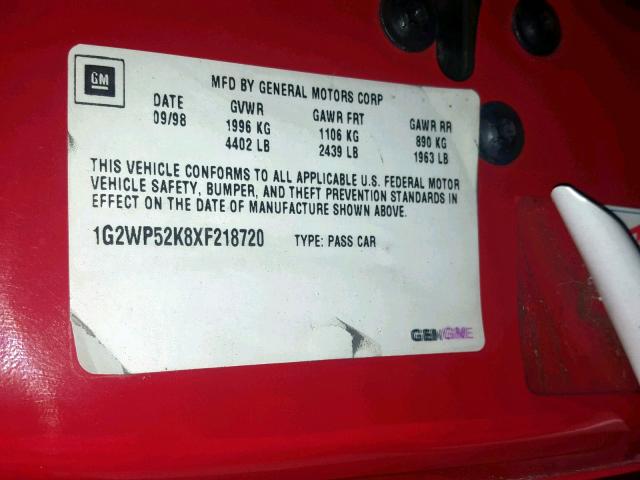 GM
MFD BY GENERAL MOTORS CORP
DATE GVWR GAWR FRT GAWR RR
09/98 1996 KG 1106 KG 890 KG
4402 LB 2439 LB 1963 LB
THIS VEHICLE CONFORMS TO ALL APPLICABLE U.S. FEDERAL MOTOR
VEHICLE SAFETY, BUMPER, AND THEFT PREVENTION STANDARDS IN
EFFECT ON THE DATE OF MANUFACTURE SHOWN ABOVE.
1G2WP52K8XF218720 TYPE: PASS CAR